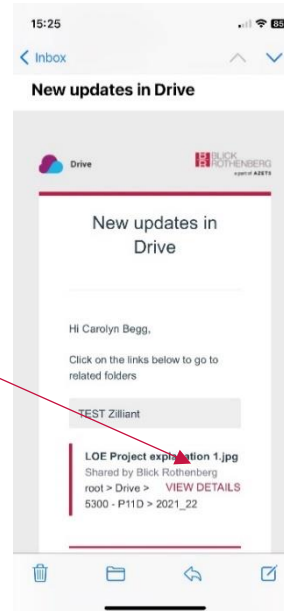 15:25
85
Inbox
New updates in Drive
Drive
BLICK
ROTHENBERG
a part of AZETS
New updates in
Drive
Hi Carolyn Begg,
Click on the links below to go to
related folders
TEST Zilliant
LOE Project explanation 1.jpg
Shared by Blick Rothenberg
root > Drive > VIEW DETAILS
5300 - P11D > 2021_22